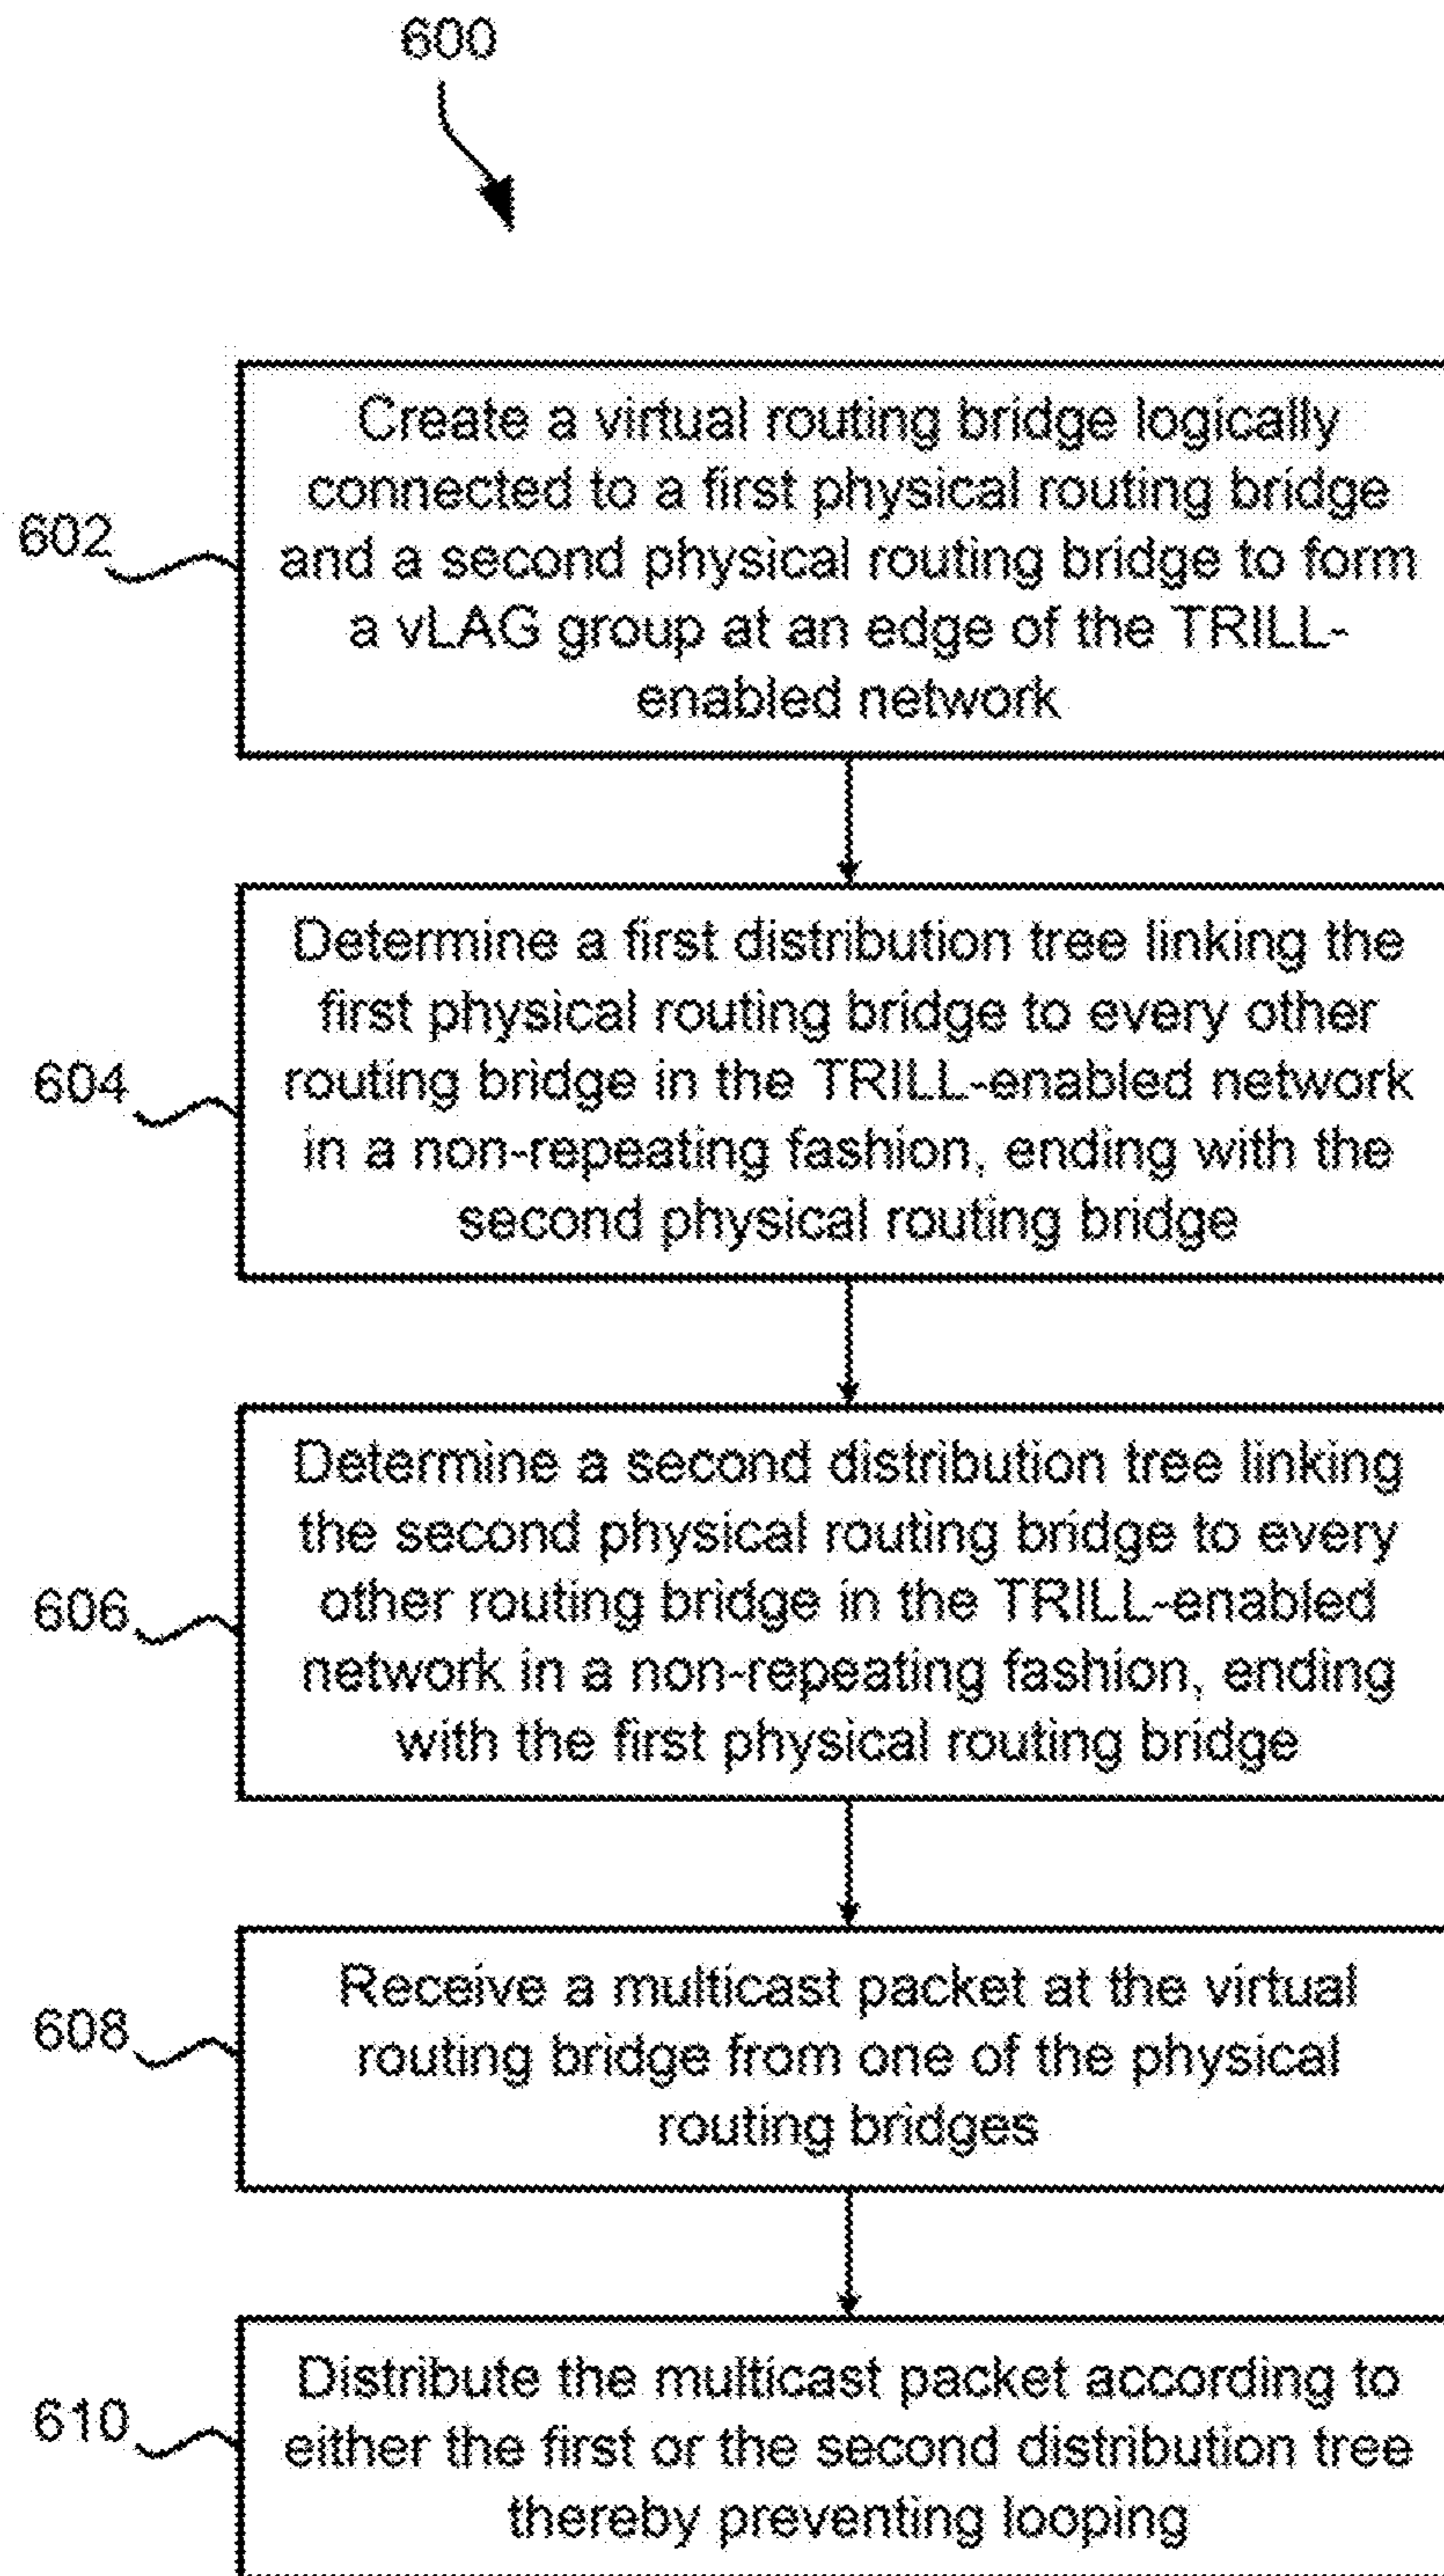 600
602
Create a virtual routing bridge logically
connected to a first physical routing bridge
and a second physical routing bridge to form
a vLAG group at an edge of the TRILL-
enabled network
604
Determine a first distribution tree linking the
first physical routing bridge to every other
routing bridge in the TRILL-enabled network
in a non-repeating fashion, ending with the
second physical routing bridge
606
Determine a second distribution tree linking
the second physical routing bridge to every
other routing bridge in the TRILL-enabled
network in a non-repeating fashion, ending
with the first physical routing bridge
608
Receive a multicast packet at the virtual
routing bridge from one of the physical
routing bridges
610
Distribute the multicast packet according to
either the first or the second distribution tree
thereby preventing looping